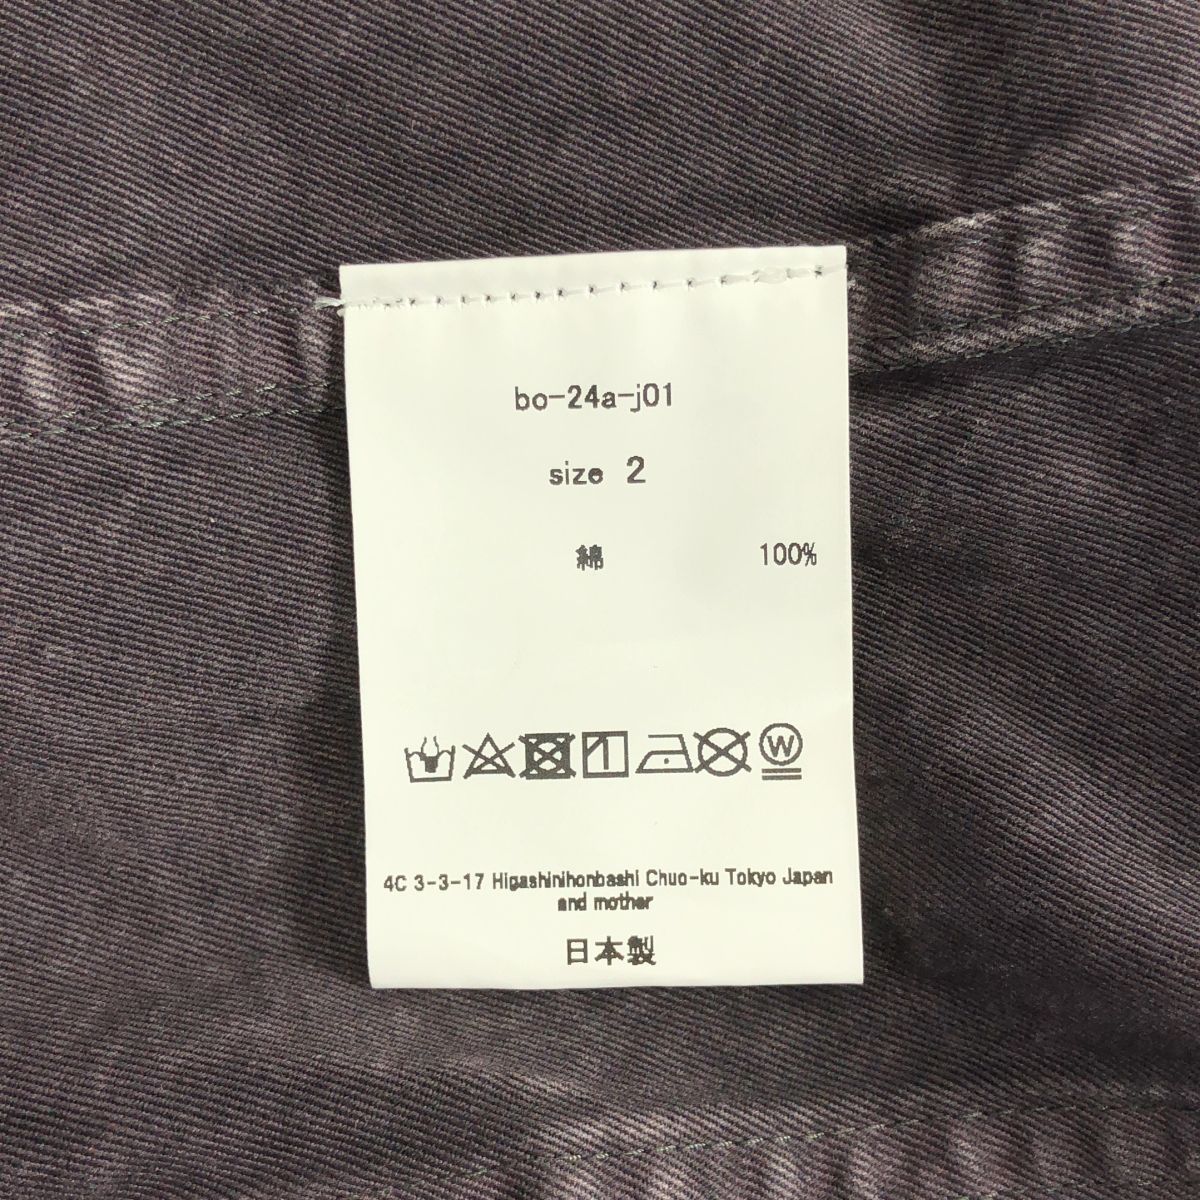 bo-24a-j01
size 2
綿 100%
W
4C 3-3-17 Higashinihonbashi Chuo-ku Tokyo Japan
and mother
日本製